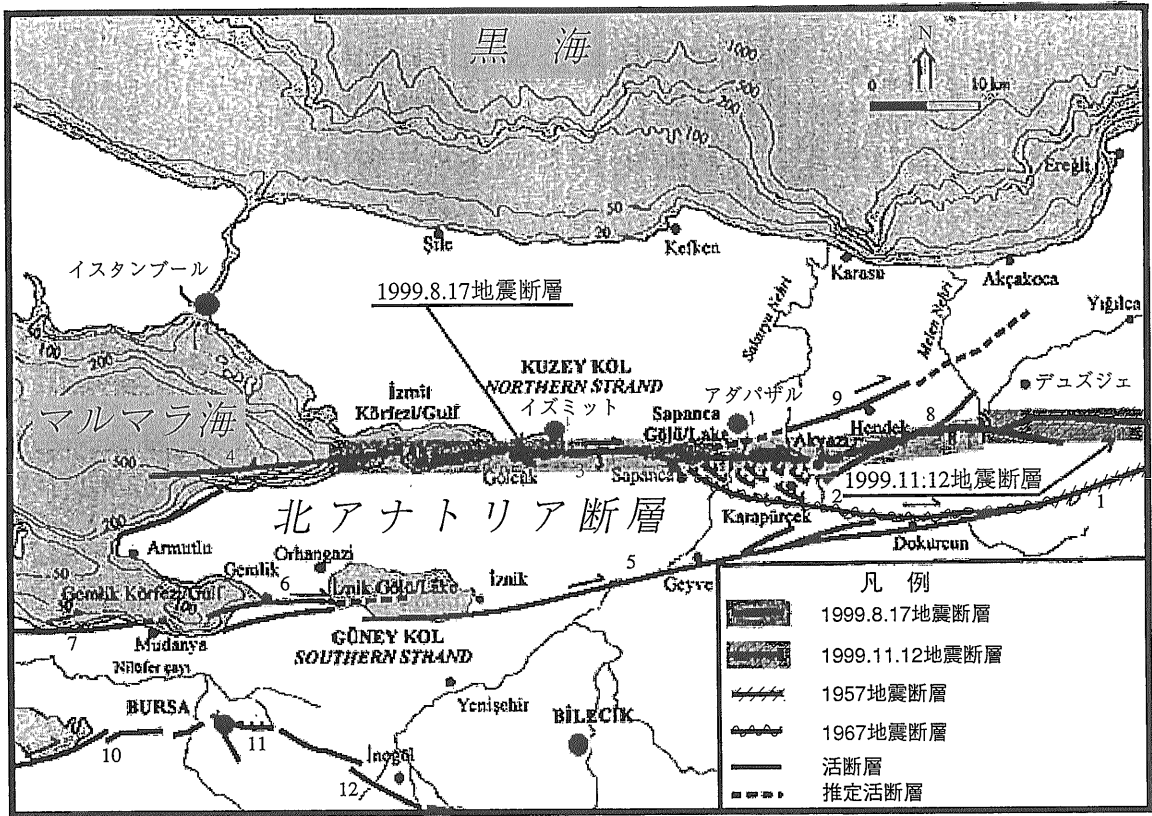 黒海
1000
500
200
100
50
20
N
0 10 km
Ereğli
Şile
Kefken
Karasu
Akçakoca
イスタンブール
1999.8.17地震断層
Sakarya Nehri
Melen Nehri
Yığılca
50
100
200
KUZEY KOL
NORTHERN STRAND
イズミット
İzmit
Körfezi/Gulf
アダパザル
Sapanca
Gölü/Lake
9
Hendek
8
デュズジェ
マルマラ海
500
4
Gölcük
3
Sapanca
Akyazı
1999.11.12地震断層
北アナトリア断層
2
1
Karapürçek
Dokurcun
200
Armutlu
Orhangazi
Gemlik
6
İznik Gölü/Lake
İznik
5
Geyve
50
Gemlik Körfezi/Gulf
50
100
7
Mudanya
GÜNEY KOL
SOUTHERN STRAND
Nilüfer çayı
BURSA
Yenişehir
BİLECİK
10
11
İnegöl
12
凡例
1999.8.17地震断層
1999.11.12地震断層
1957地震断層
1967地震断層
活断層
推定活断層